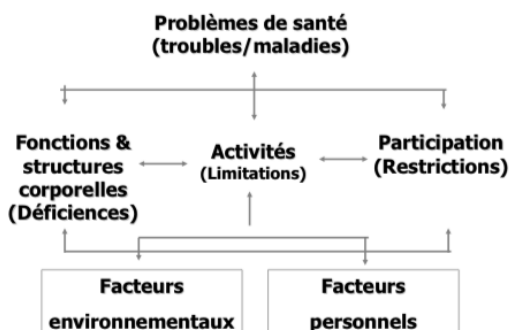 Problèmes de santé
(troubles/maladies)
Fonctions &
structures
corporelles
(Déficiences)
Activités
(Limitations)
Participation
(Restrictions)
Facteurs
environnementaux
Facteurs
personnels